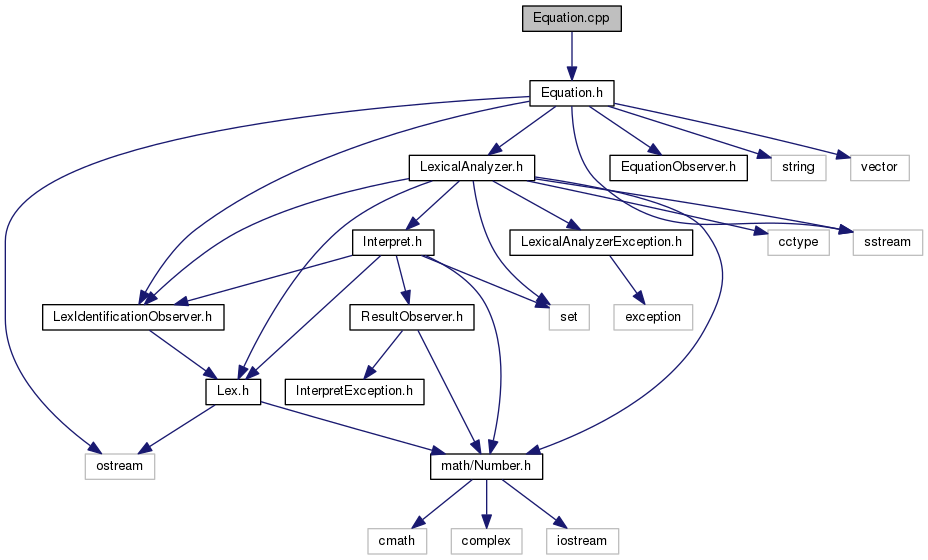 Equation.cpp
Equation.h
LexicalAnalyzer.h
EquationObserver.h
string
vector
Interpret.h
LexicalAnalyzerException.h
cctype
sstream
LexIdentificationObserver.h
ResultObserver.h
set
exception
Lex.h
InterpretException.h
ostream
math/Number.h
cmath
complex
iostream